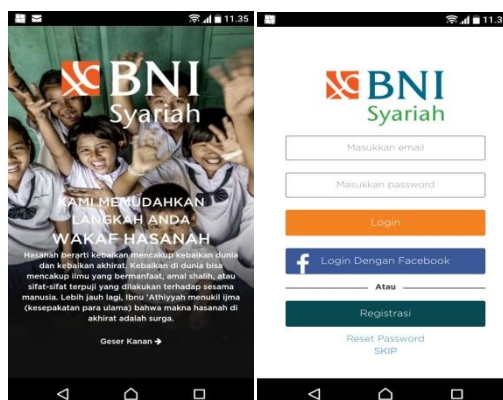 11.35
BNI
Syariah
KAMI MEMUDAHKAN
LANGKAH ANDA
WAKAF HASANAH
Hasanah berarti kebaikan mencakup kebaikan dunia
dan kebaikan akhirat. Kebaikan di dunia bisa
mencakup ilmu yang bermanfaat, amal shalih, atau
sifat-sifat terpuji yang dilakukan terhadap sesama
manusia. Lebih jauh lagi, Ibnu 'Athiyyah menukil ijma
(kesepakatan para ulama) bahwa makna hasanah di
akhirat adalah surga.
Geser Kanan →
11.3
BNI
Syariah
Masukkan email
Masukkan password
Login
f Login Dengan Facebook
Atau
Registrasi
Reset Password
SKIP